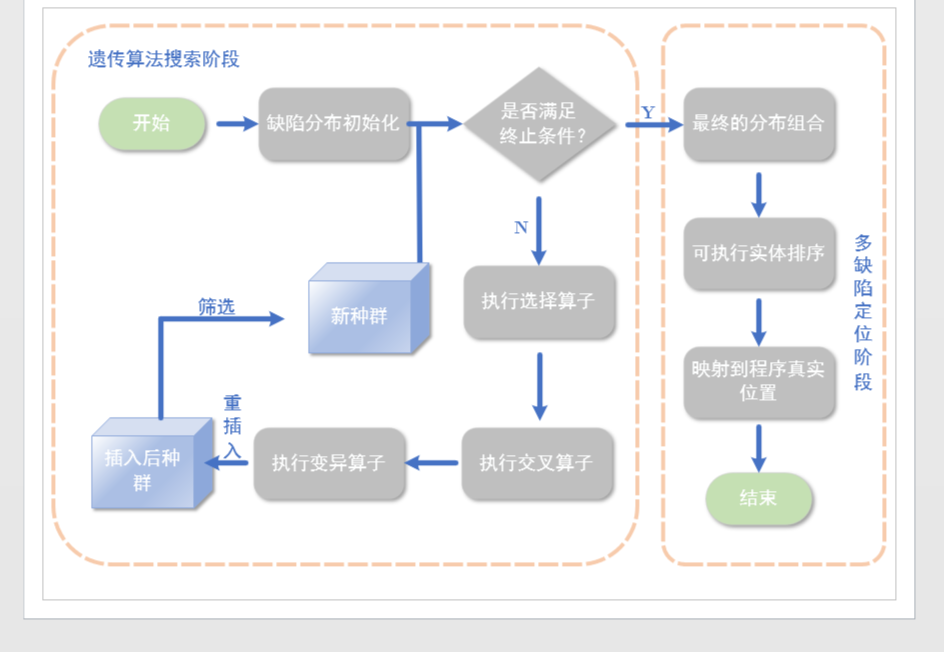 遗传算法搜索阶段
开始
缺陷分布初始化
是否满足
终止条件?
Y
最终的分布组合
N
可执行实体排序
多缺陷定位阶段
执行选择算子
筛选
新种群
映射到程序真实
位置
重插入
插入后种
群
执行变异算子
执行交叉算子
结束